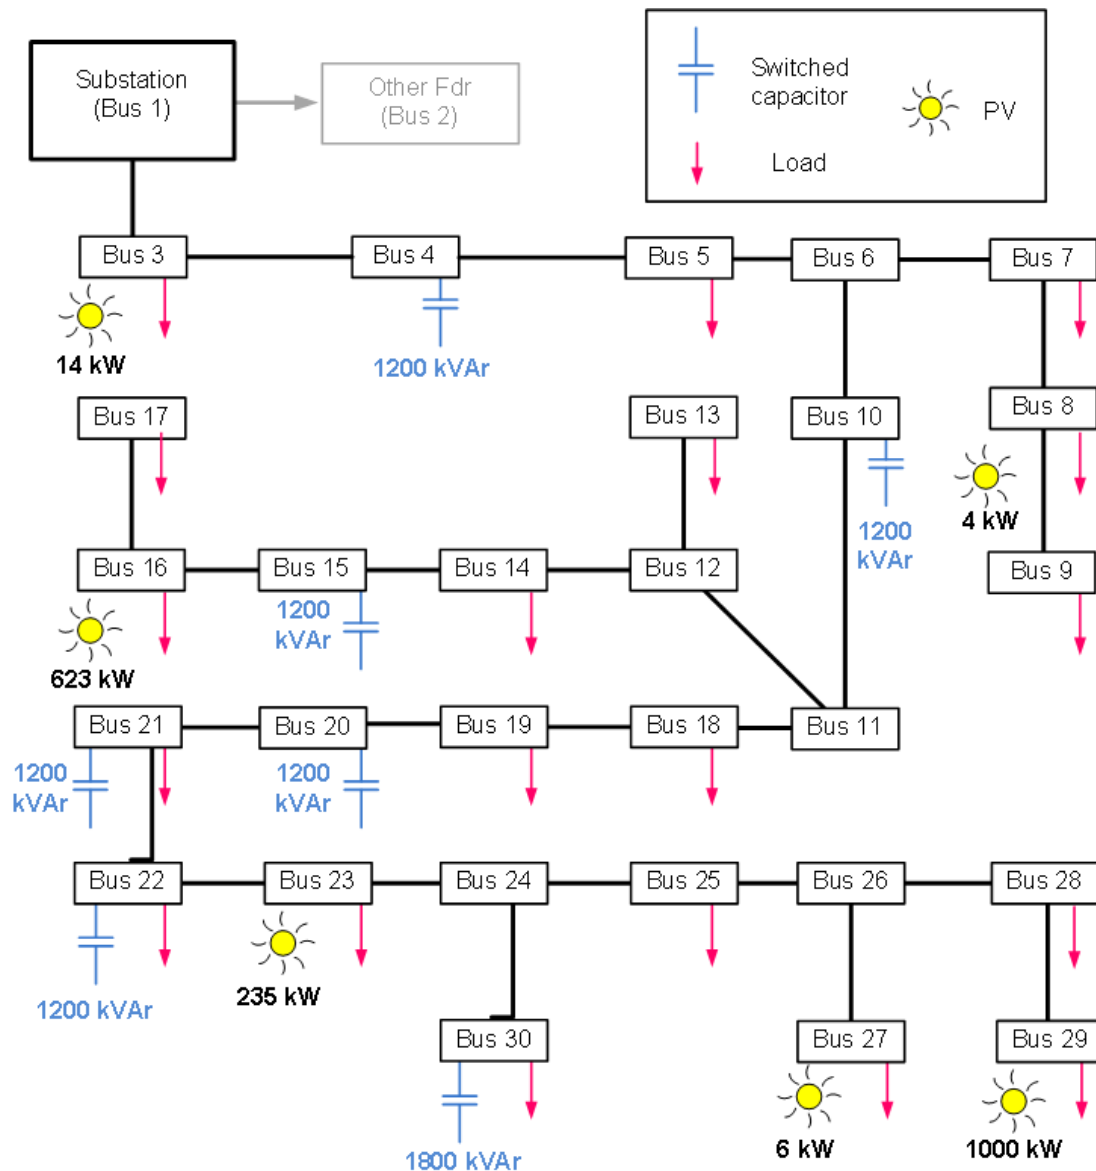 Substation
(Bus 1)
Other Fdr
(Bus 2)
Switched
capacitor
PV
Load
Bus 3
Bus 4
Bus 5
Bus 6
Bus 7
14 kW
1200 kVAr
Bus 17
Bus 13
Bus 10
Bus 8
1200
kVAr
4 kW
Bus 16
Bus 15
Bus 14
Bus 12
Bus 9
1200
kVAr
623 kW
Bus 21
Bus 20
Bus 19
Bus 18
Bus 11
1200
kVAr
1200
kVAr
Bus 22
Bus 23
Bus 24
Bus 25
Bus 26
Bus 28
1200 kVAr
235 kW
Bus 30
Bus 27
Bus 29
1800 kVAr
6 kW
1000 kW